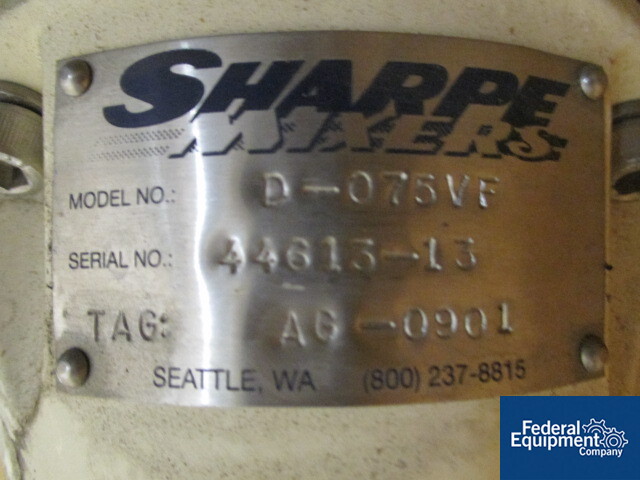 SHARPE
MIXERS
MODEL NO.: D-075VF
SERIAL NO.: 44613-13
TAG: AG-0901
SEATTLE, WA (800) 237-8815
Federal
Equipment
Company